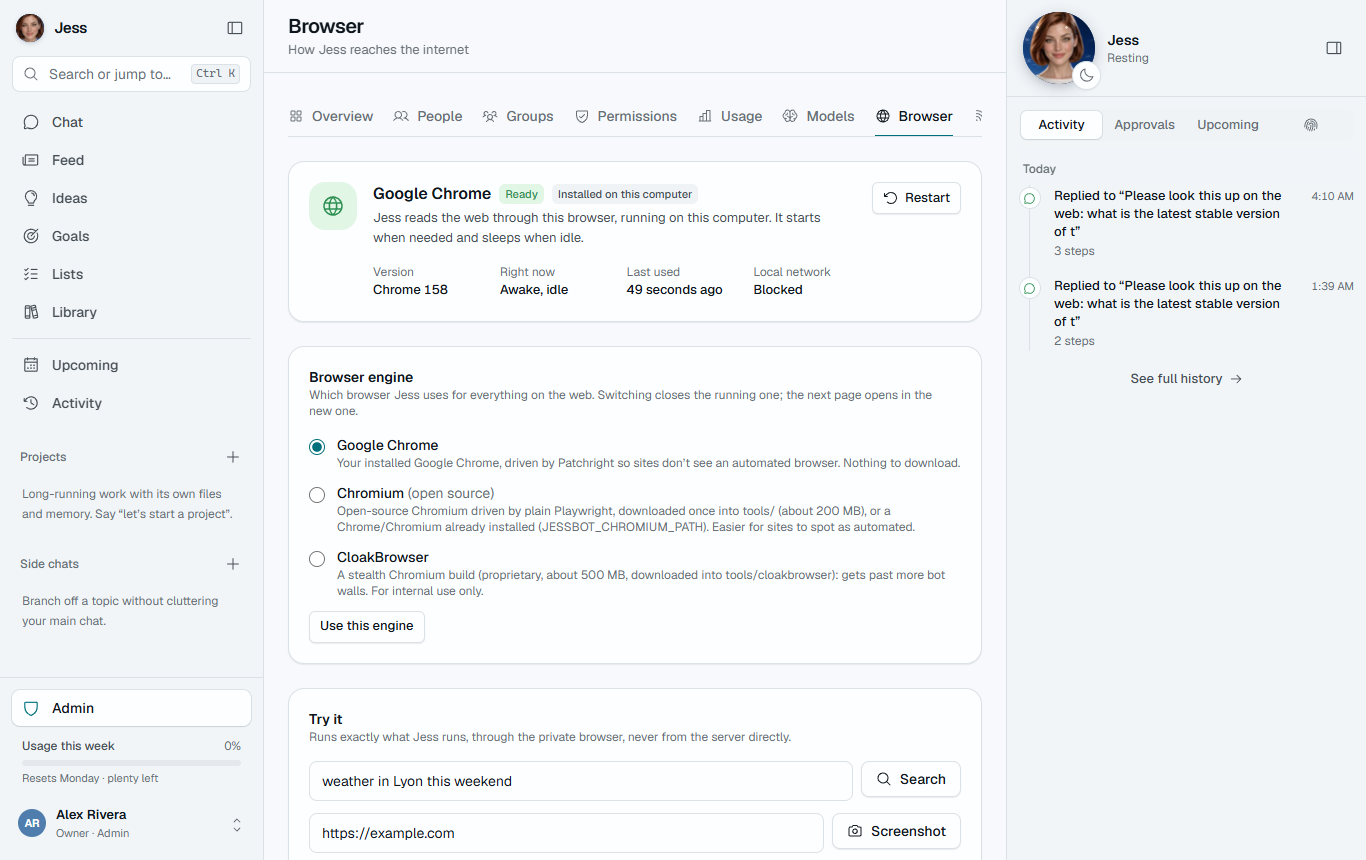 Jess
Search or jump to...
Ctrl K
Chat
Feed
Ideas
Goals
Lists
Library
Upcoming
Activity
Projects
Long-running work with its own files
and memory. Say “let's start a project”.
Side chats
Branch off a topic without cluttering
your main chat.
Admin
Usage this week
0%
Resets Monday · plenty left
AR
Alex Rivera
Owner · Admin
Browser
How Jess reaches the internet
Overview
People
Groups
Permissions
Usage
Models
Browser
Google Chrome
Ready
Installed on this computer
Restart
Jess reads the web through this browser, running on this computer. It starts
when needed and sleeps when idle.
Version
Right now
Last used
Local network
Chrome 158
Awake, idle
49 seconds ago
Blocked
Browser engine
Which browser Jess uses for everything on the web. Switching closes the running one; the next page opens in the
new one.
Google Chrome
Your installed Google Chrome, driven by Patchright so sites don't see an automated browser. Nothing to download.
Chromium (open source)
Open-source Chromium driven by plain Playwright, downloaded once into tools/ (about 200 MB), or a
Chrome/Chromium already installed (JESSBOT_CHROMIUM_PATH). Easier for sites to spot as automated.
CloakBrowser
A stealth Chromium build (proprietary, about 500 MB, downloaded into tools/cloakbrowser): gets past more bot
walls. For internal use only.
Use this engine
Try it
Runs exactly what Jess runs, through the private browser, never from the server directly.
weather in Lyon this weekend
Search
https://example.com
Screenshot
Jess
Resting
Activity
Approvals
Upcoming
Today
Replied to “Please look this up on the
web: what is the latest stable version
of t”
4:10 AM
3 steps
Replied to “Please look this up on the
web: what is the latest stable version
of t”
1:39 AM
2 steps
See full history